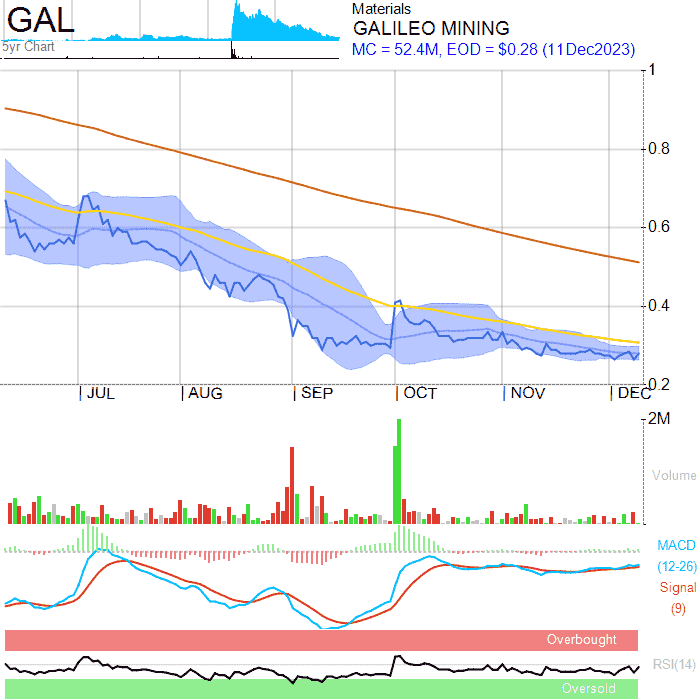 GAL
5yr Chart
Materials
GALILEO MINING
MC = 52.4M, EOD = $0.28 (11Dec2023)
1
0.8
0.6
0.4
0.2
JUL AUG SEP OCT NOV DEC
2M
Volume
MACD
(12-26)
Signal
(9)
Overbought
RSI(14)
Oversold